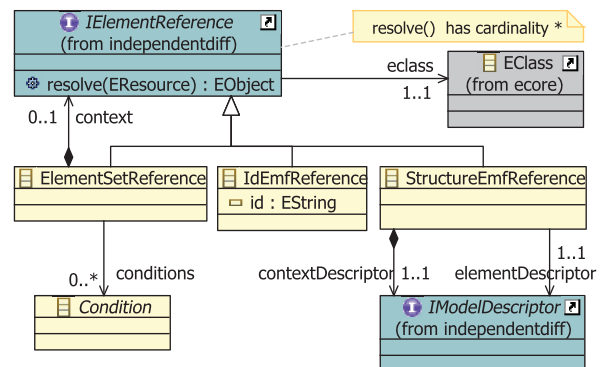 IElementReference
(from independentdiff)
resolve() has cardinality *
resolve(EResource) : EObject
eclass
1..1
EClass
(from ecore)
0..1
context
ElementSetReference
IdEmfReference
id : EString
StructureEmfReference
0..*
conditions
contextDescriptor
1..1
1..1
elementDescriptor
Condition
IModelDescriptor
(from independentdiff)